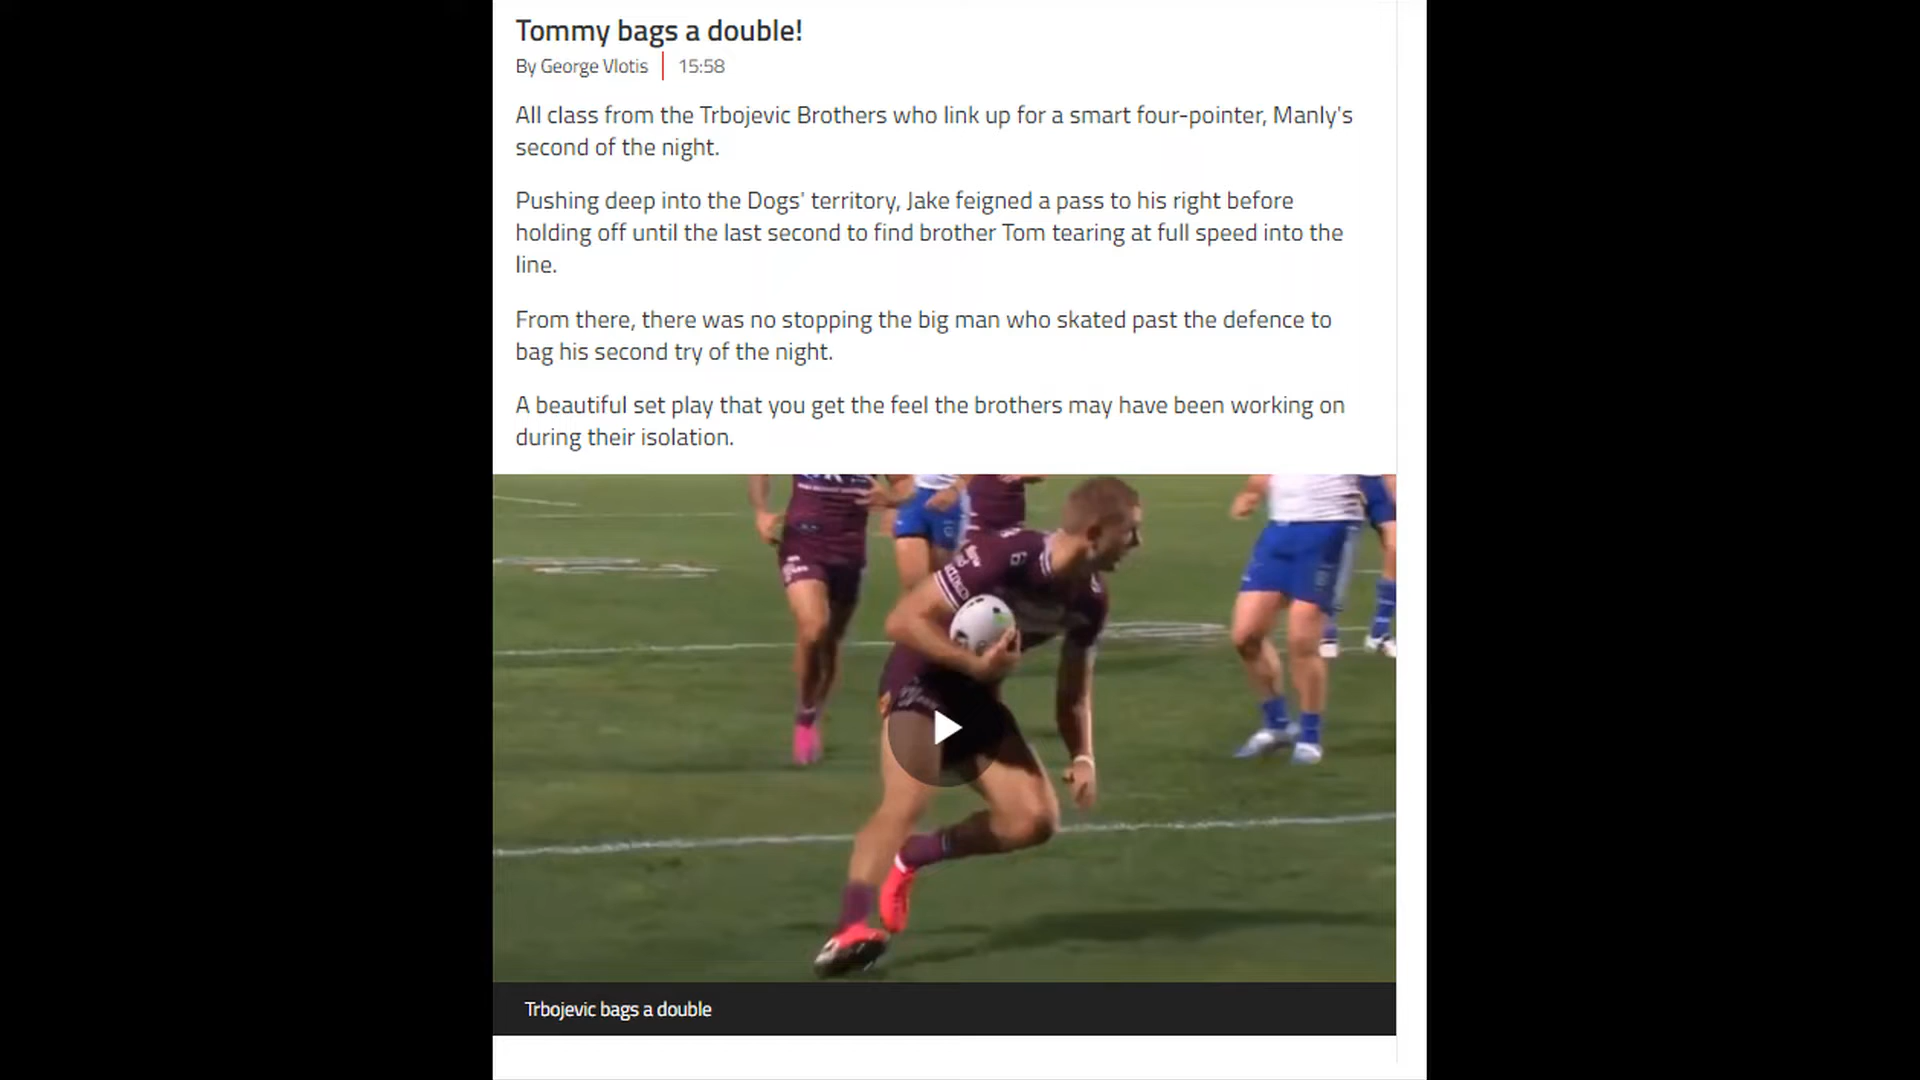 Tommy bags a double!
By George Vlotis | 15:58
All class from the Trbojevic Brothers who link up for a smart four-pointer, Manly's
second of the night.
Pushing deep into the Dogs' territory, Jake feigned a pass to his right before
holding off until the last second to find brother Tom tearing at full speed into the
line.
From there, there was no stopping the big man who skated past the defence to
bag his second try of the night.
A beautiful set play that you get the feel the brothers may have been working on
during their isolation.
Trbojevic bags a double